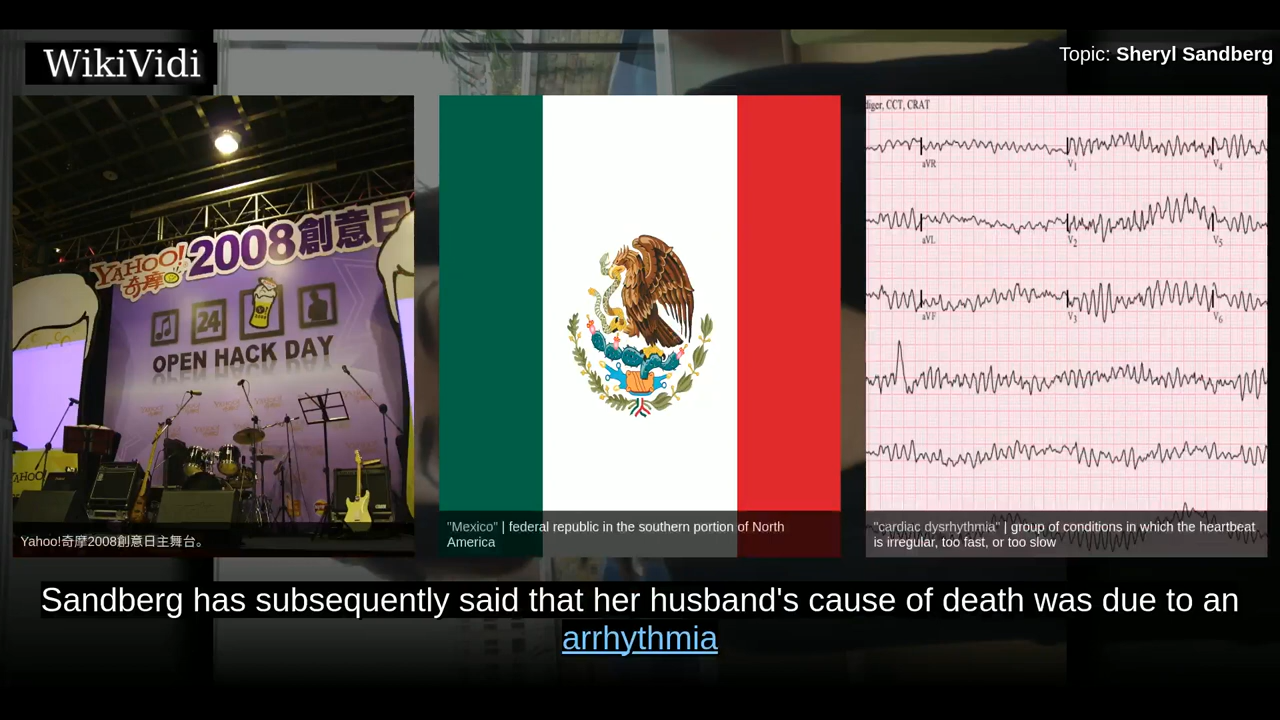 WikiVidi
Topic: Sheryl Sandberg
YAHOO!
奇摩
2008創意日
24
OPEN HACK DAY
YAHOO!
Yahoo!奇摩2008創意日主舞台。
"Mexico" | federal republic in the southern portion of North
America
diger, CCT, CRAT
aVR
V1
V4
aVL
V2
V5
aVF
V3
V6
"cardiac dysrhythmia" | group of conditions in which the heartbeat
is irregular, too fast, or too slow
Sandberg has subsequently said that her husband's cause of death was due to an
arrhythmia